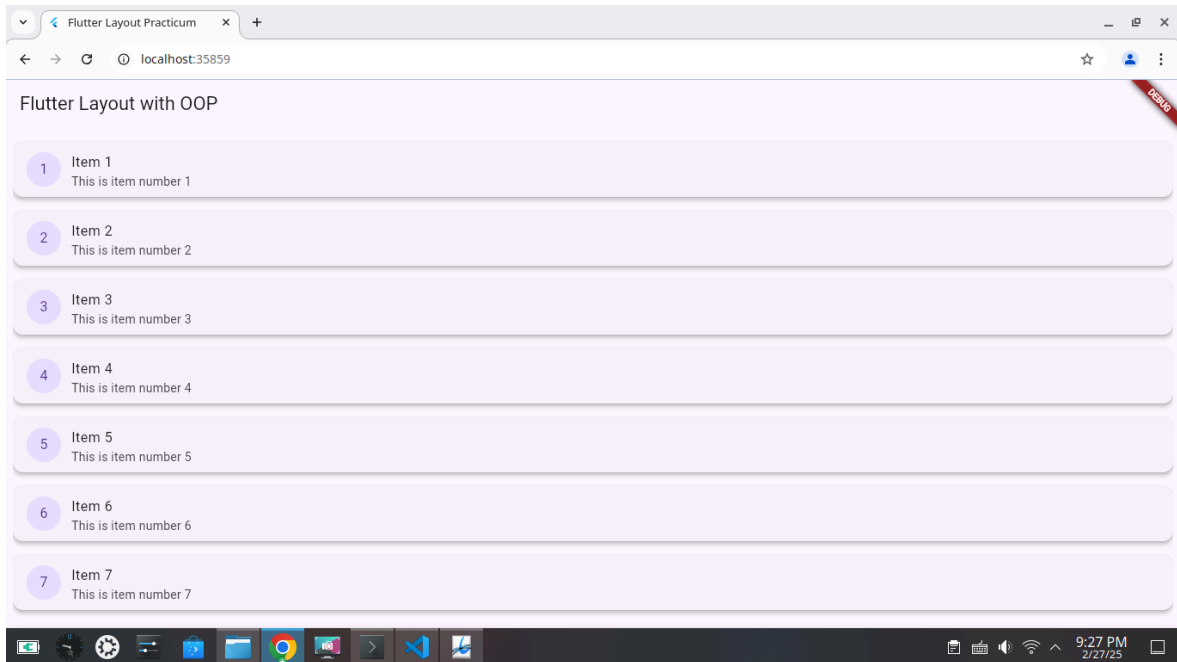 Flutter Layout Practicum
localhost:35859
Flutter Layout with OOP
DEBUG
1
Item 1
This is item number 1
2
Item 2
This is item number 2
3
Item 3
This is item number 3
4
Item 4
This is item number 4
5
Item 5
This is item number 5
6
Item 6
This is item number 6
7
Item 7
This is item number 7
9:27 PM
2/27/25